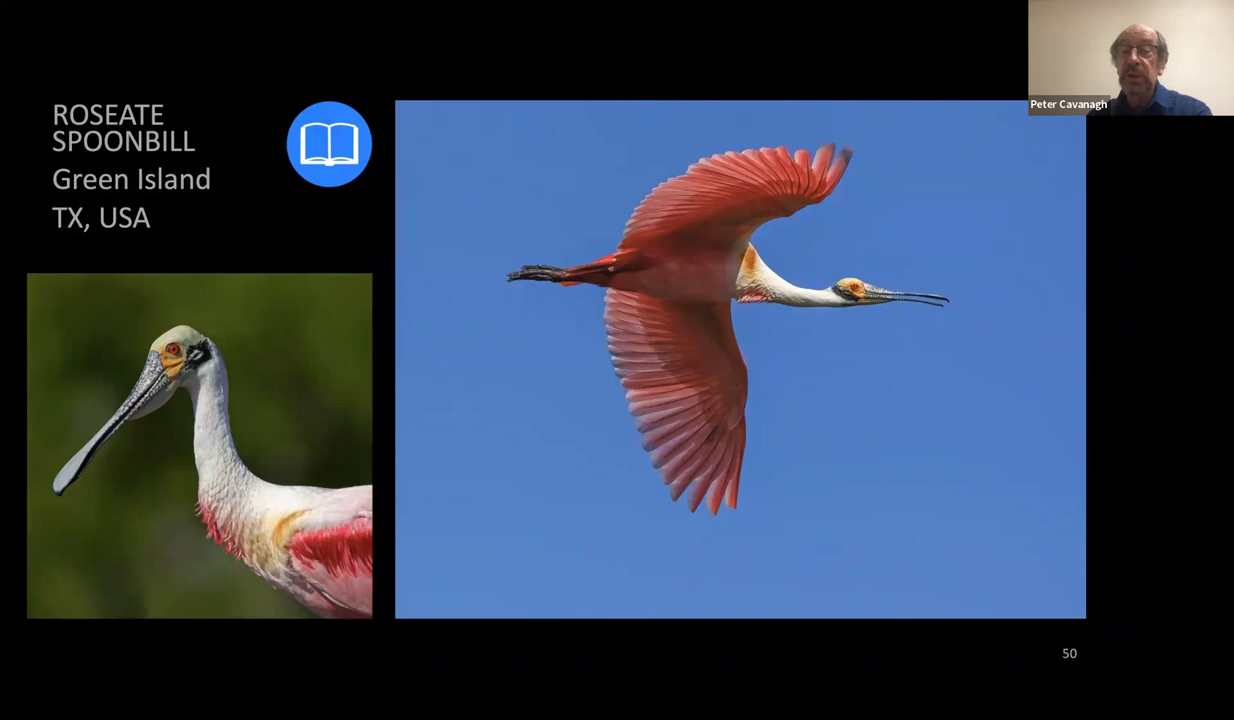 ROSEATE
SPOONBILL
Green Island
TX, USA
Peter Cavanagh
50